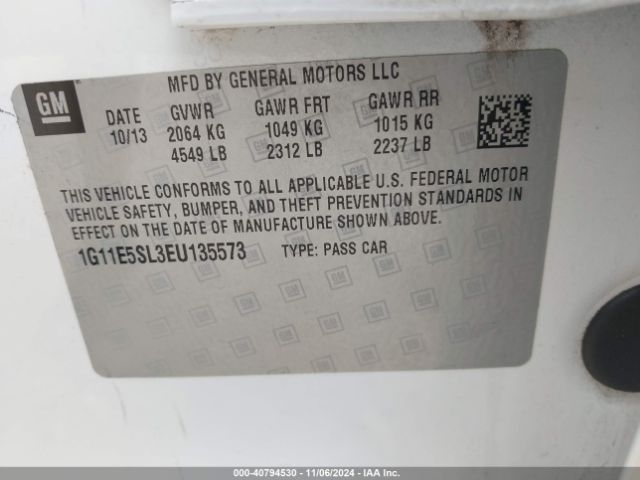 GM
MFD BY GENERAL MOTORS LLC
DATE GVWR GAWR FRT GAWR RR
10/13 2064 KG 1049 KG 1015 KG
4549 LB 2312 LB 2237 LB
THIS VEHICLE CONFORMS TO ALL APPLICABLE U.S. FEDERAL MOTOR
VEHICLE SAFETY, BUMPER, AND THEFT PREVENTION STANDARDS IN
EFFECT ON THE DATE OF MANUFACTURE SHOWN ABOVE.
1G11E5SL3EU135573 TYPE: PASS CAR
000-40794530 - 11/06/2024 - IAA Inc.